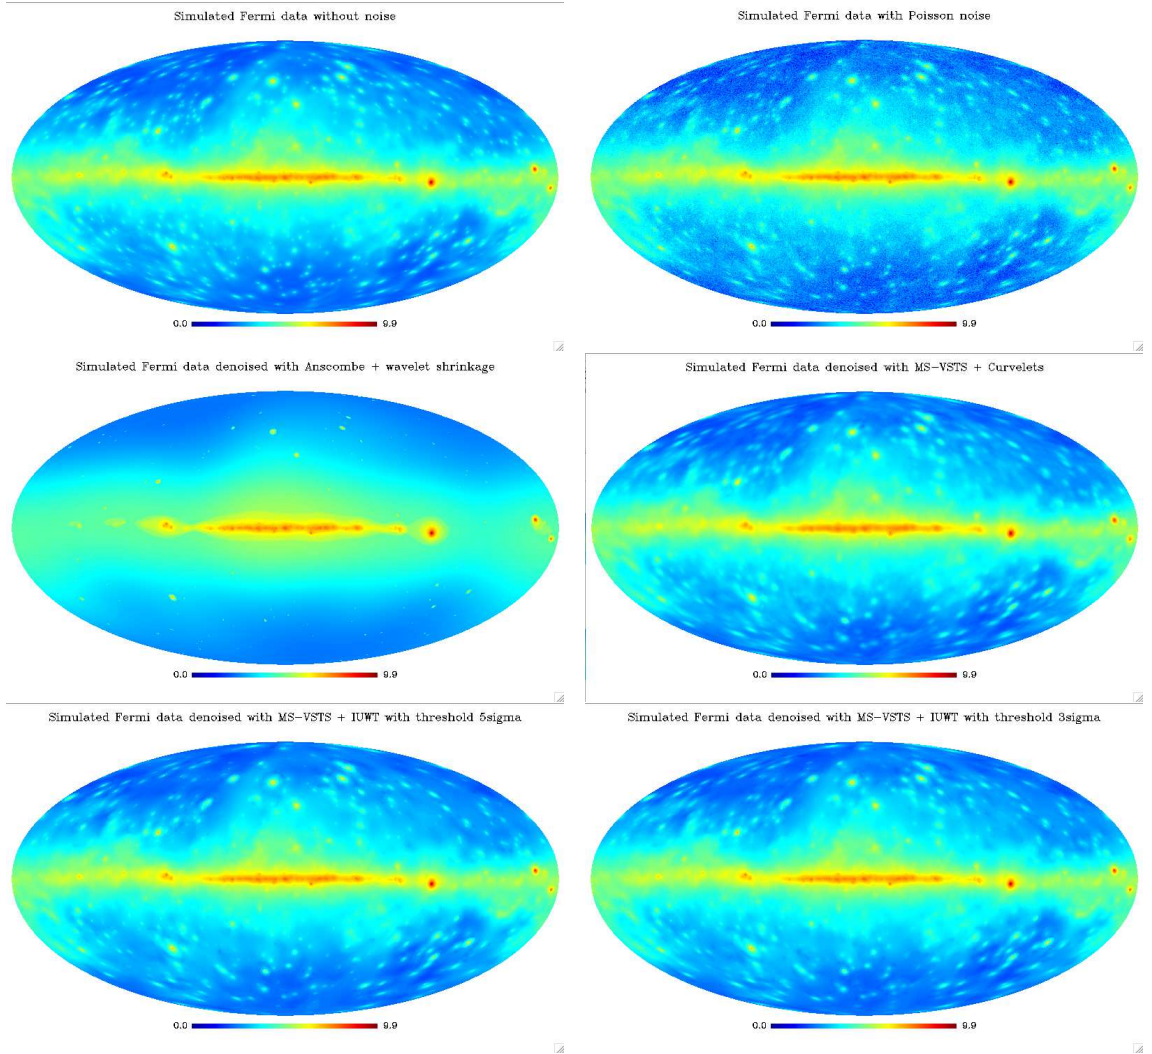 Simulated Fermi data without noise
Simulated Fermi data with Poisson noise
0.0 9.9
0.0 9.9
Simulated Fermi data denoised with Anscombe + wavelet shrinkage
Simulated Fermi data denoised with MS-VSTS + Curvelets
0.0 9.9
0.0 9.9
Simulated Fermi data denoised with MS-VSTS + IUWT with threshold 5sigma
Simulated Fermi data denoised with MS-VSTS + IUWT with threshold 3sigma
0.0 9.9
0.0 9.9